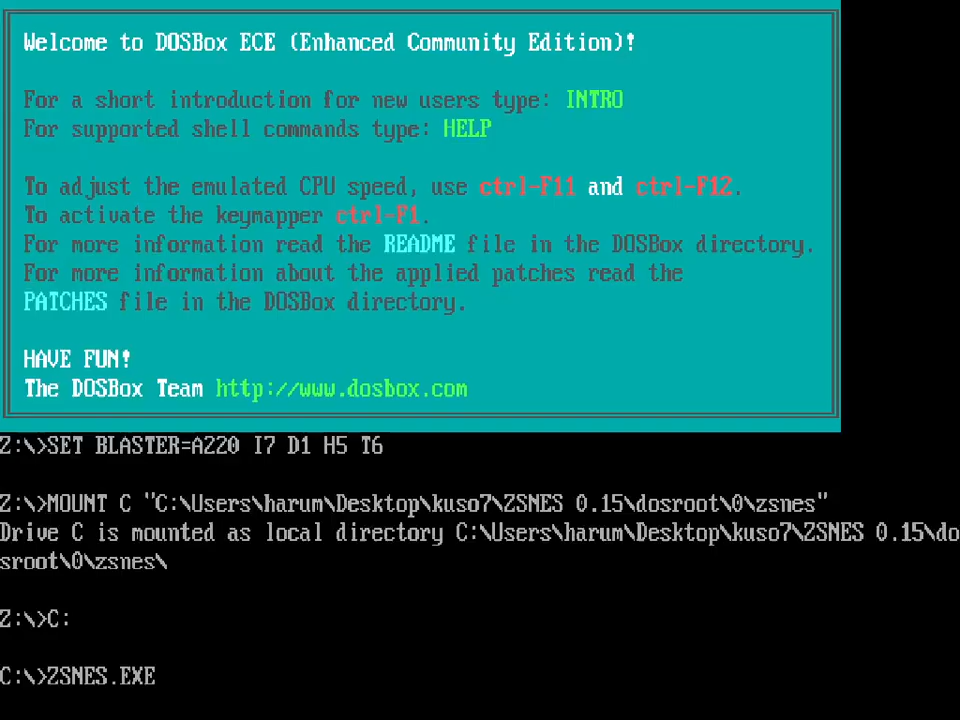 Welcome to DOSBox ECE (Enhanced Community Edition)!
For a short introduction for new users type: INTRO
For supported shell commands type: HELP
To adjust the emulated CPU speed, use ctrl-F11 and ctrl-F12.
To activate the keymapper ctrl-F1.
For more information read the README file in the DOSBox directory.
For more information about the applied patches read the
PATCHES file in the DOSBox directory.
HAVE FUN!
The DOSBox Team http://www.dosbox.com
Z:\>SET BLASTER=A220 I7 D1 H5 T6
Z:\>MOUNT C "C:\Users\harum\Desktop\kuso7\ZSNES 0.15\dosroot\0\zsnes"
Drive C is mounted as local directory C:\Users\harum\Desktop\kuso7\ZSNES 0.15\do
sroot\0\zsnes\
Z:\>C:
C:\>ZSNES.EXE